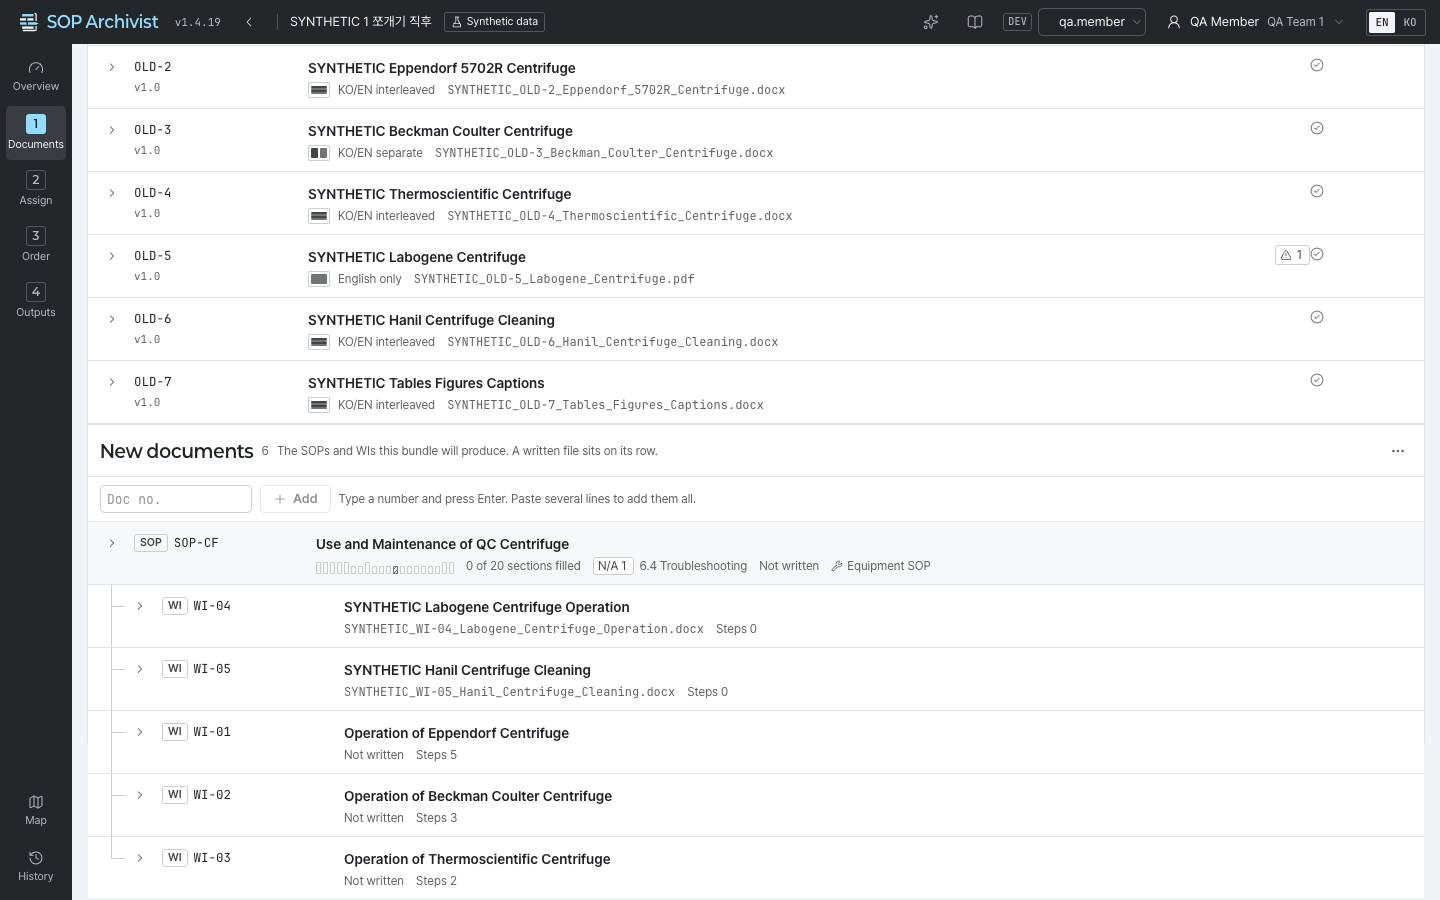 SOP Archivist v1.4.19 SYNTHETIC 1 쪼개기 직후 Synthetic data DEV qa.member QA Member QA Team 1 EN KO
Overview
1
Documents
2
Assign
3
Order
4
Outputs
Map
History
OLD-2 SYNTHETIC Eppendorf 5702R Centrifuge
v1.0 KO/EN interleaved SYNTHETIC_OLD-2_Eppendorf_5702R_Centrifuge.docx
OLD-3 SYNTHETIC Beckman Coulter Centrifuge
v1.0 KO/EN separate SYNTHETIC_OLD-3_Beckman_Coulter_Centrifuge.docx
OLD-4 SYNTHETIC Thermoscientific Centrifuge
v1.0 KO/EN interleaved SYNTHETIC_OLD-4_Thermoscientific_Centrifuge.docx
OLD-5 SYNTHETIC Labogene Centrifuge 1
v1.0 English only SYNTHETIC_OLD-5_Labogene_Centrifuge.pdf
OLD-6 SYNTHETIC Hanil Centrifuge Cleaning
v1.0 KO/EN interleaved SYNTHETIC_OLD-6_Hanil_Centrifuge_Cleaning.docx
OLD-7 SYNTHETIC Tables Figures Captions
v1.0 KO/EN interleaved SYNTHETIC_OLD-7_Tables_Figures_Captions.docx
New documents 6 The SOPs and WIs this bundle will produce. A written file sits on its row.
Doc no. Add Type a number and press Enter. Paste several lines to add them all.
SOP SOP-CF Use and Maintenance of QC Centrifuge
0 of 20 sections filled N/A 1 6.4 Troubleshooting Not written Equipment SOP
WI WI-04 SYNTHETIC Labogene Centrifuge Operation
SYNTHETIC_WI-04_Labogene_Centrifuge_Operation.docx Steps 0
WI WI-05 SYNTHETIC Hanil Centrifuge Cleaning
SYNTHETIC_WI-05_Hanil_Centrifuge_Cleaning.docx Steps 0
WI WI-01 Operation of Eppendorf Centrifuge
Not written Steps 5
WI WI-02 Operation of Beckman Coulter Centrifuge
Not written Steps 3
WI WI-03 Operation of Thermoscientific Centrifuge
Not written Steps 2